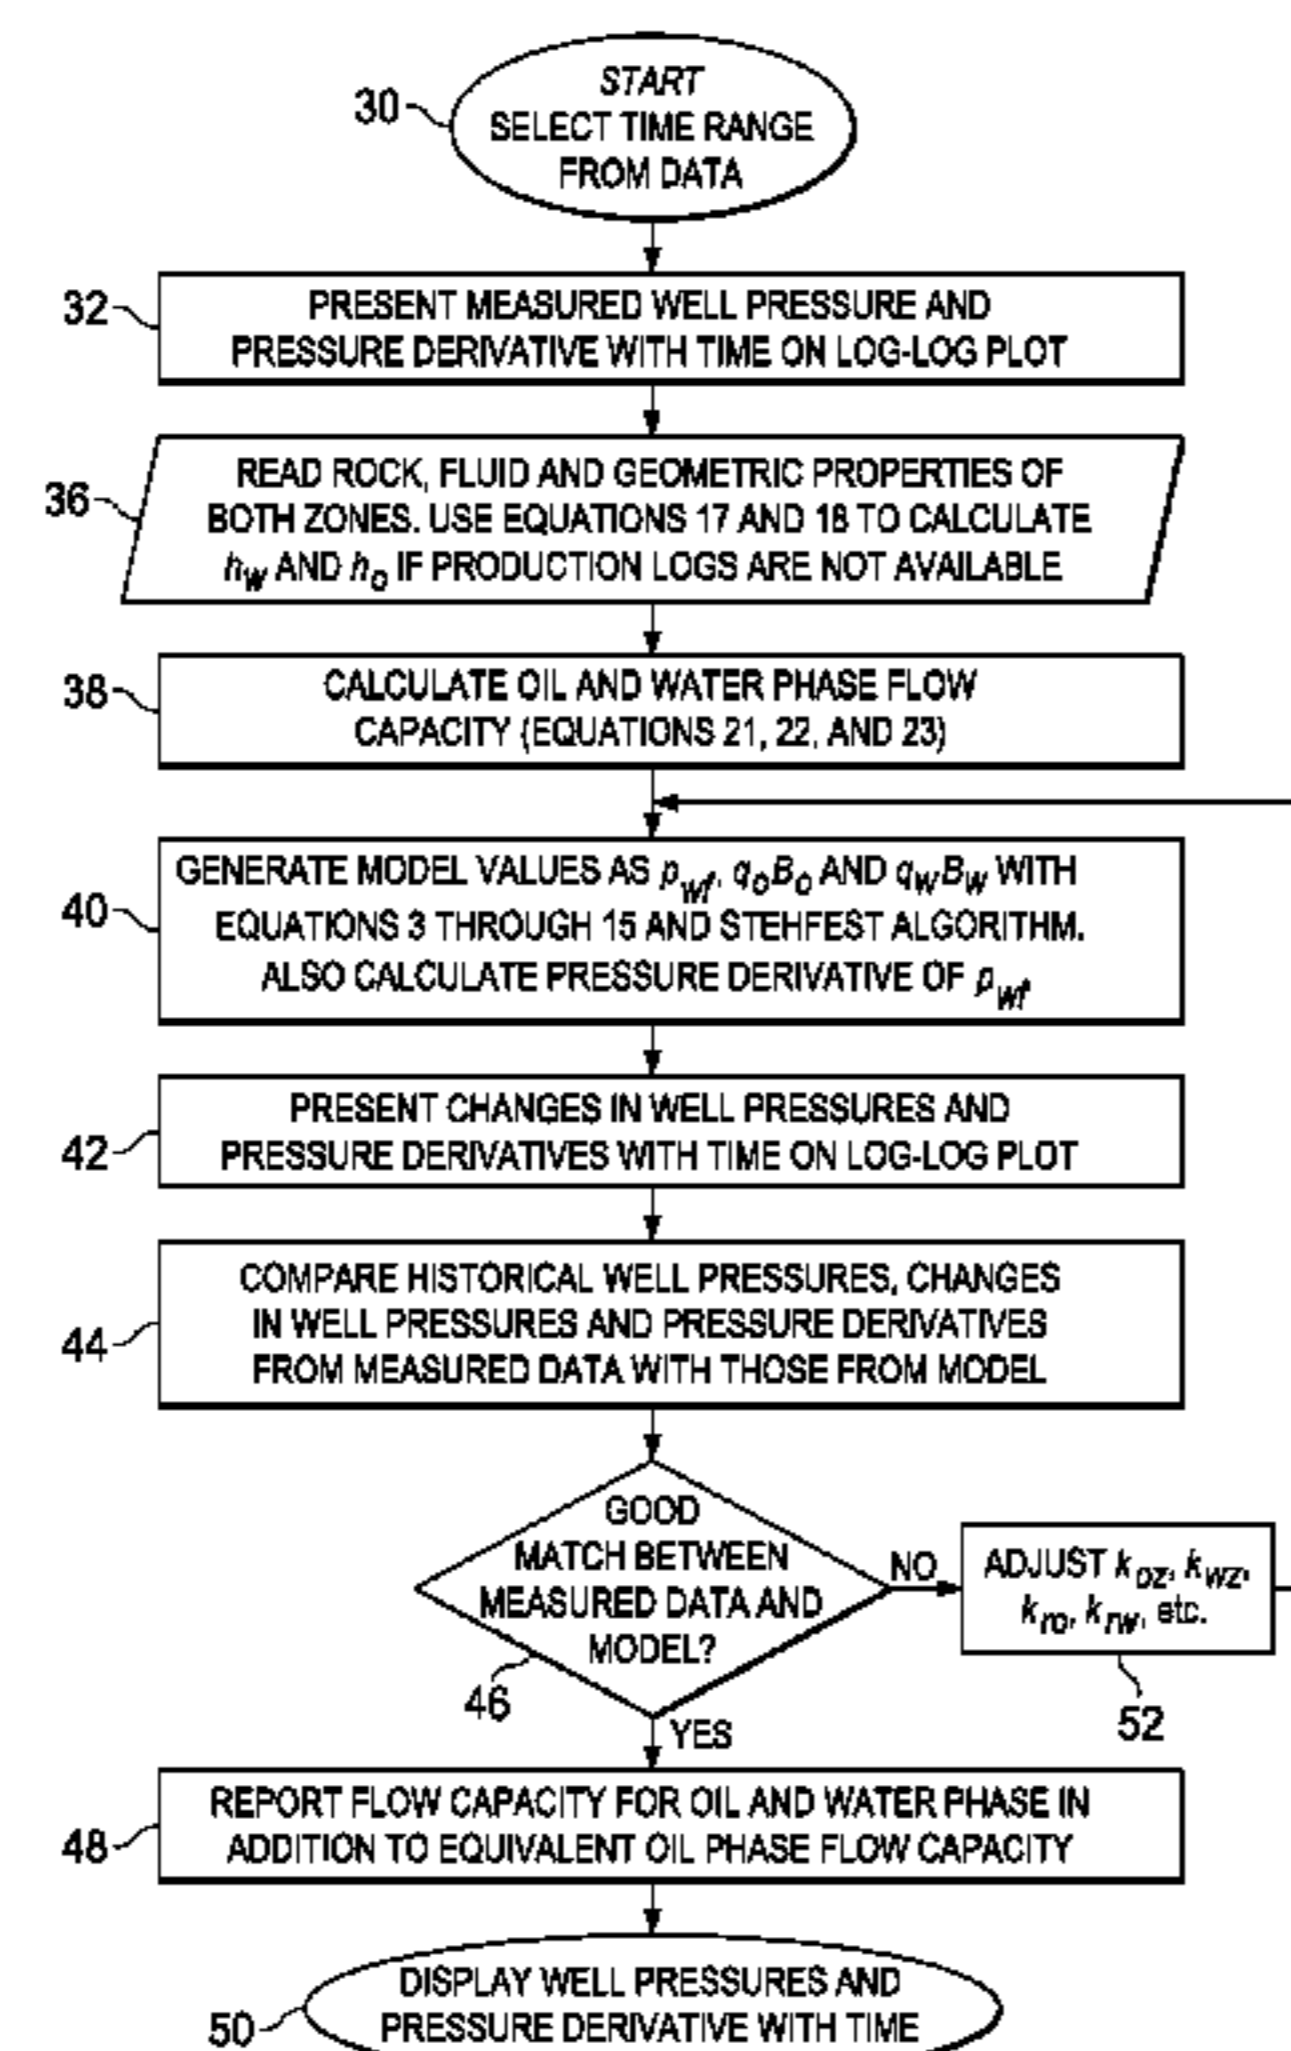 START
SELECT TIME RANGE
FROM DATA
30
PRESENT MEASURED WELL PRESSURE AND
PRESSURE DERIVATIVE WITH TIME ON LOG-LOG PLOT
32
READ ROCK, FLUID AND GEOMETRIC PROPERTIES OF
BOTH ZONES. USE EQUATIONS 17 AND 18 TO CALCULATE
hw AND ho IF PRODUCTION LOGS ARE NOT AVAILABLE
36
CALCULATE OIL AND WATER PHASE FLOW
CAPACITY (EQUATIONS 21, 22, AND 23)
38
GENERATE MODEL VALUES AS pwf, qoBo AND qwBw WITH
EQUATIONS 3 THROUGH 15 AND STEHFEST ALGORITHM.
ALSO CALCULATE PRESSURE DERIVATIVE OF pwf
40
PRESENT CHANGES IN WELL PRESSURES AND
PRESSURE DERIVATIVES WITH TIME ON LOG-LOG PLOT
42
COMPARE HISTORICAL WELL PRESSURES, CHANGES
IN WELL PRESSURES AND PRESSURE DERIVATIVES
FROM MEASURED DATA WITH THOSE FROM MODEL
44
GOOD
MATCH BETWEEN
MEASURED DATA AND
MODEL?
46
NO
ADJUST koz, kwz,
kro, krw, etc.
52
YES
REPORT FLOW CAPACITY FOR OIL AND WATER PHASE IN
ADDITION TO EQUIVALENT OIL PHASE FLOW CAPACITY
48
DISPLAY WELL PRESSURES AND
PRESSURE DERIVATIVE WITH TIME
50